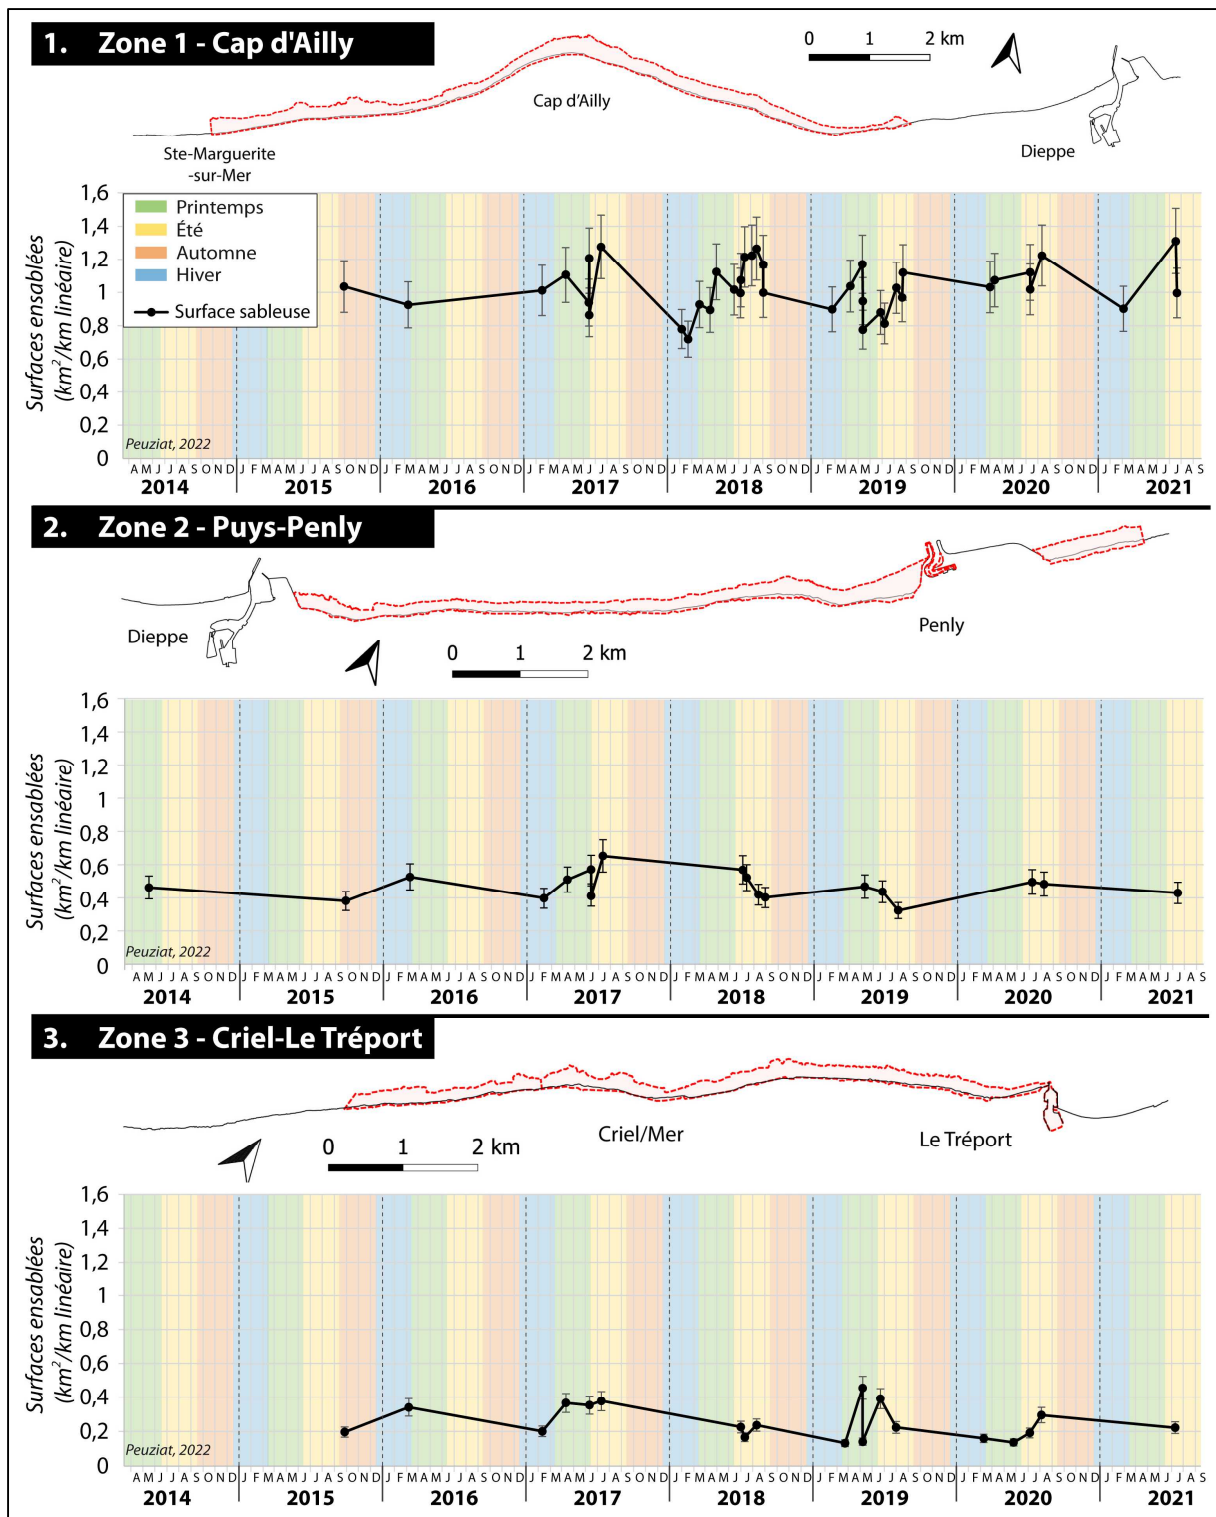 1. Zone 1 - Cap d'Ailly
0 1 2 km
Cap d'Ailly
Ste-Marguerite
-sur-Mer
Dieppe
Surfaces ensablées
(km²/km linéaire)
1,6
1,4
1,2
1
0,8
0,6
0,4
0,2
0
Printemps
Été
Automne
Hiver
Surface sableuse
Peuziat, 2022
A M J J A S O N D J F M A M J J A S O N D J F M A M J J A S O N D J F M A M J J A S O N D J F M A M J J A S O N D J F M A M J J A S O N D J F M A M J J A S O N D J F M A M J J A S
2014 2015 2016 2017 2018 2019 2020 2021
2. Zone 2 - Puys-Penly
Dieppe
Penly
0 1 2 km
Surfaces ensablées
(km²/km linéaire)
1,6
1,4
1,2
1
0,8
0,6
0,4
0,2
0
Peuziat, 2022
A M J J A S O N D J F M A M J J A S O N D J F M A M J J A S O N D J F M A M J J A S O N D J F M A M J J A S O N D J F M A M J J A S O N D J F M A M J J A S O N D J F M A M J J A S
2014 2015 2016 2017 2018 2019 2020 2021
3. Zone 3 - Criel-Le Tréport
Criel/Mer
Le Tréport
0 1 2 km
Surfaces ensablées
(km²/km linéaire)
1,6
1,4
1,2
1
0,8
0,6
0,4
0,2
0
Peuziat, 2022
A M J J A S O N D J F M A M J J A S O N D J F M A M J J A S O N D J F M A M J J A S O N D J F M A M J J A S O N D J F M A M J J A S O N D J F M A M J J A S O N D J F M A M J J A S
2014 2015 2016 2017 2018 2019 2020 2021